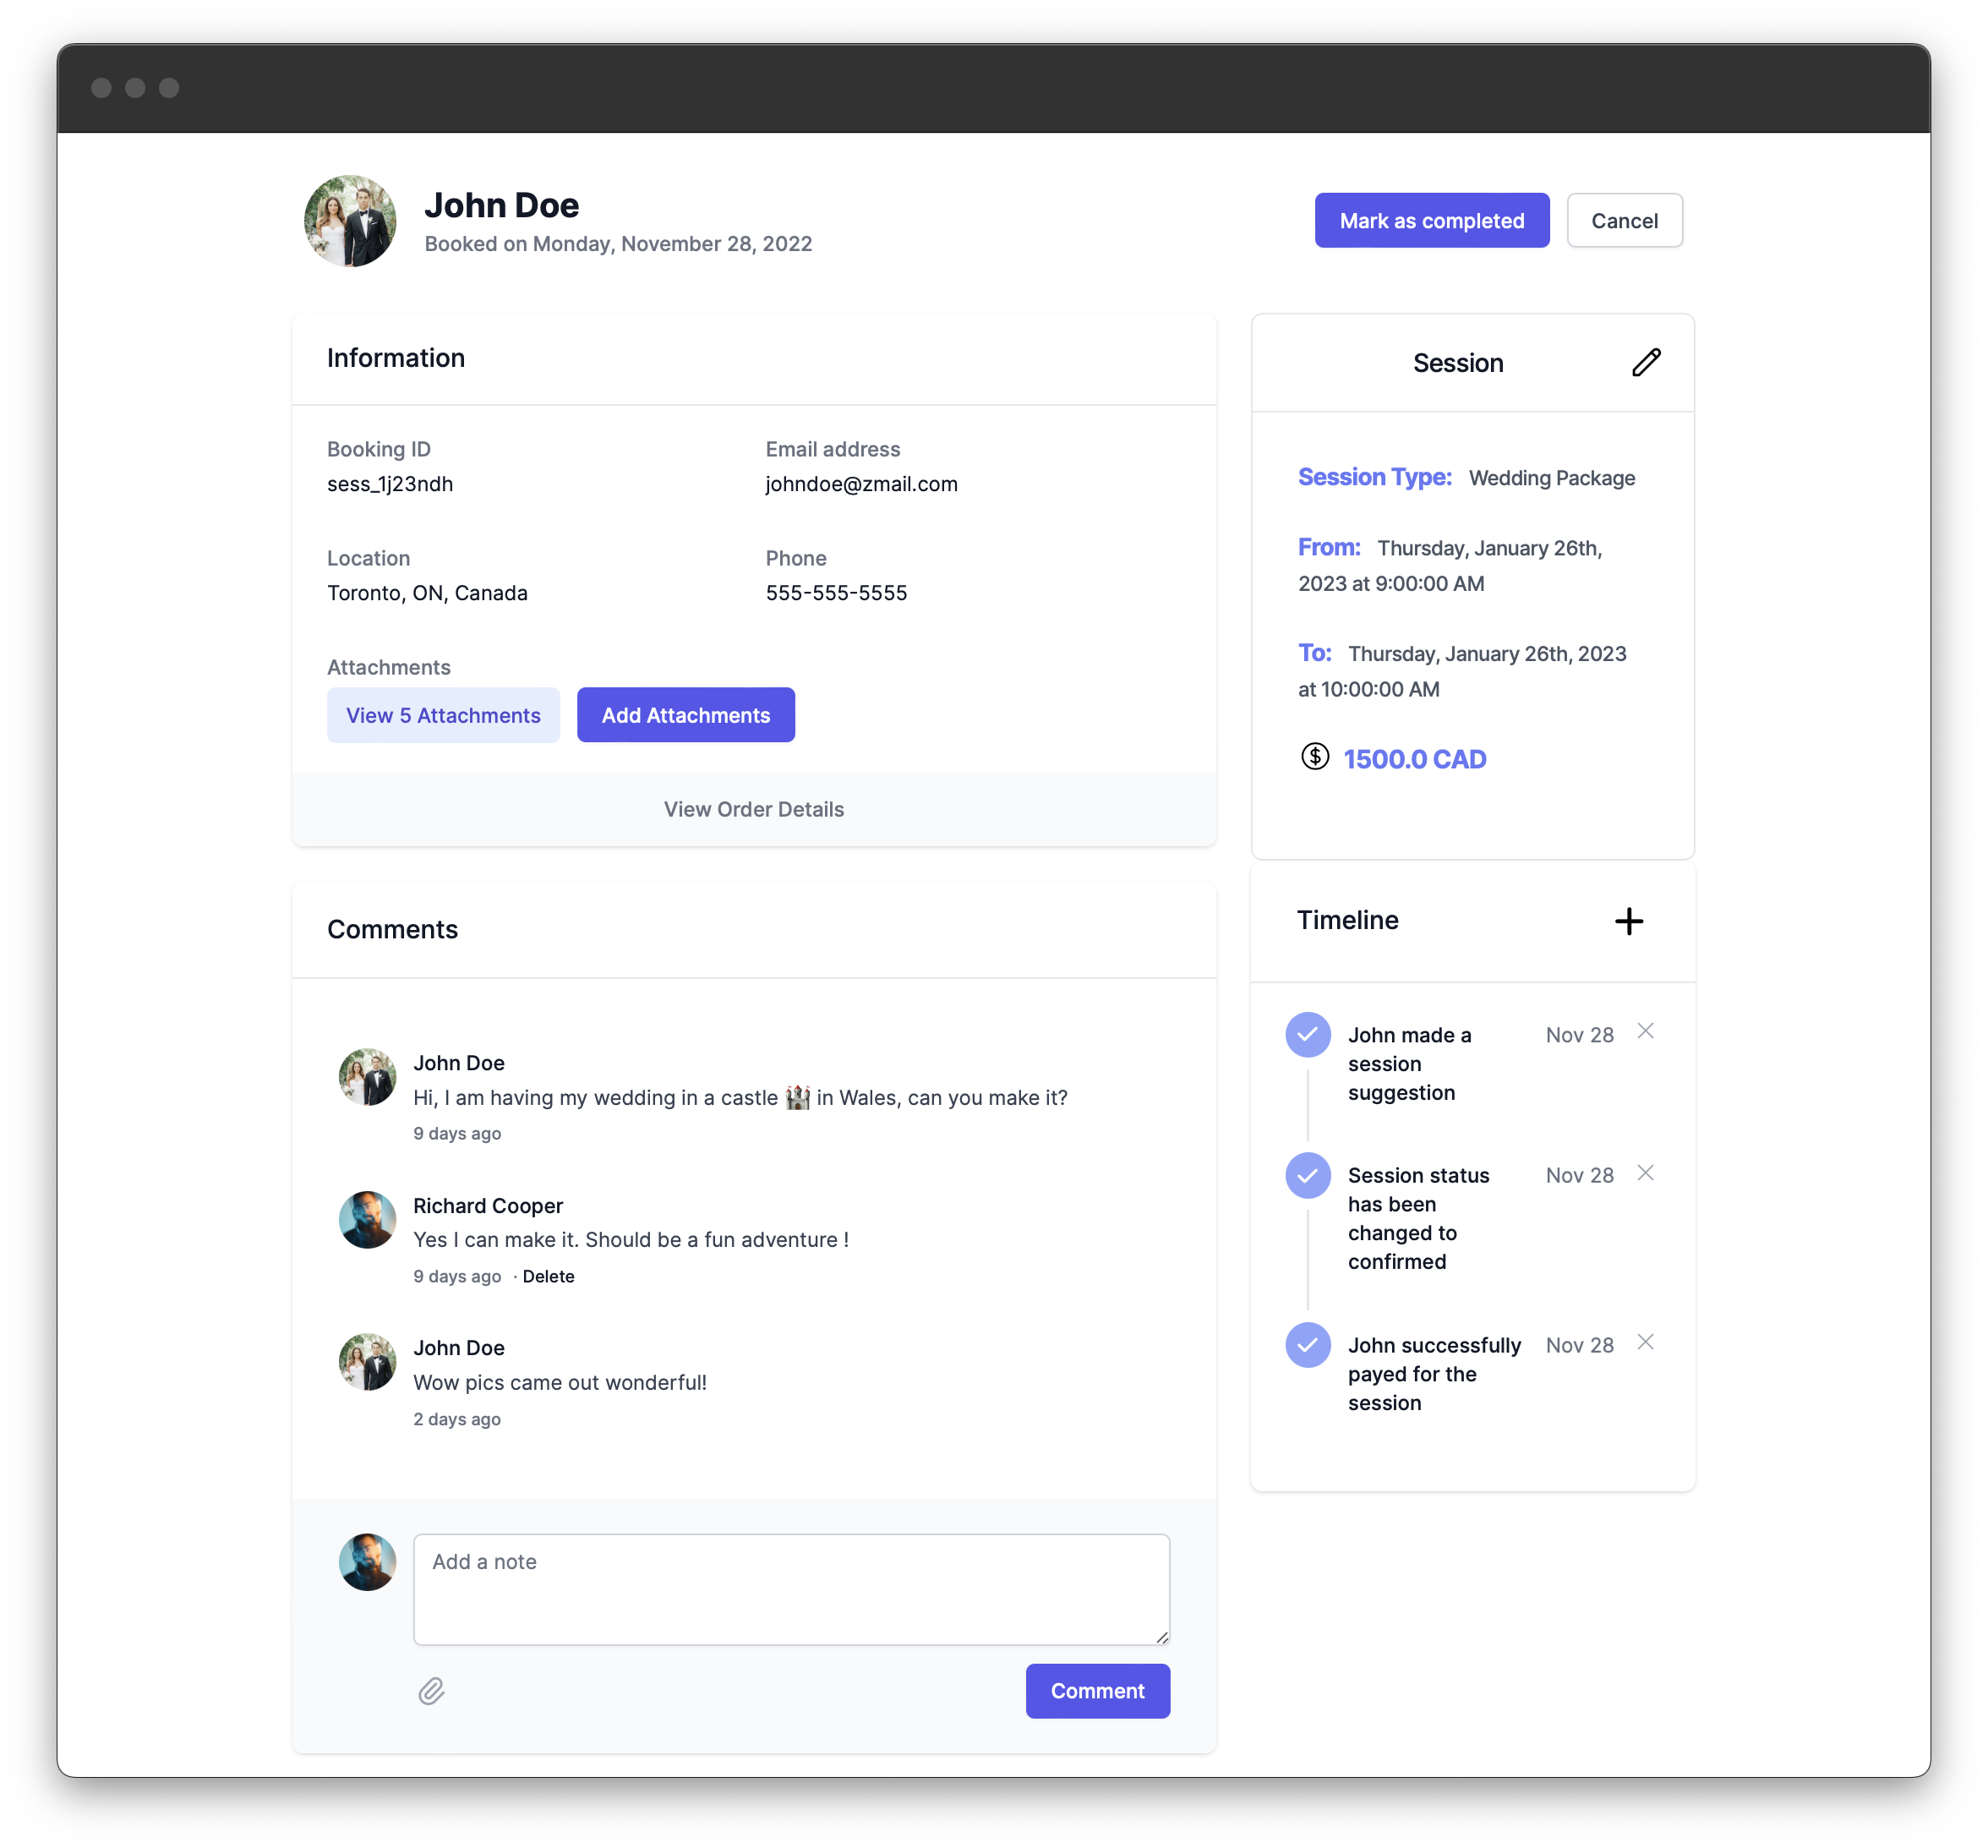 John Doe
Booked on Monday, November 28, 2022
Mark as completed
Cancel
Information
Booking ID
sess_1j23ndh
Email address
johndoe@zmail.com
Location
Toronto, ON, Canada
Phone
555-555-5555
Attachments
View 5 Attachments
Add Attachments
View Order Details
Session
Session Type: Wedding Package
From: Thursday, January 26th,
2023 at 9:00:00 AM
To: Thursday, January 26th, 2023
at 10:00:00 AM
1500.0 CAD
Comments
John Doe
Hi, I am having my wedding in a castle 🏰 in Wales, can you make it?
9 days ago
Richard Cooper
Yes I can make it. Should be a fun adventure !
9 days ago · Delete
John Doe
Wow pics came out wonderful!
2 days ago
Add a note
Comment
Timeline
John made a
session
suggestion
Nov 28
Session status
has been
changed to
confirmed
Nov 28
John successfully
payed for the
session
Nov 28